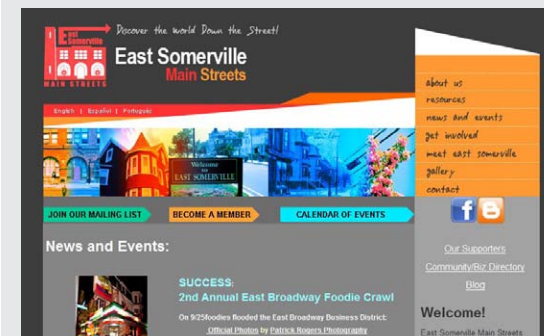 Discover the world Down the Street!
East
Somerville
MAIN STREETS
East Somerville
Main Streets
English | Español | Portugués
Welcome
to
EAST SOMERVILLE
about us
resources
news and events
get involved
meet east somerville
gallery
contact
JOIN OUR MAILING LIST
BECOME A MEMBER
CALENDAR OF EVENTS
f B
News and Events:
SUCCESS:
2nd Annual East Broadway Foodie Crawl
On 9/25foodies flooded the East Broadway Business District:
Official Photos by Patrick Rogers Photography
Our Supporters
Community/Biz Directory
Blog
Welcome!
East Somerville Main Streets